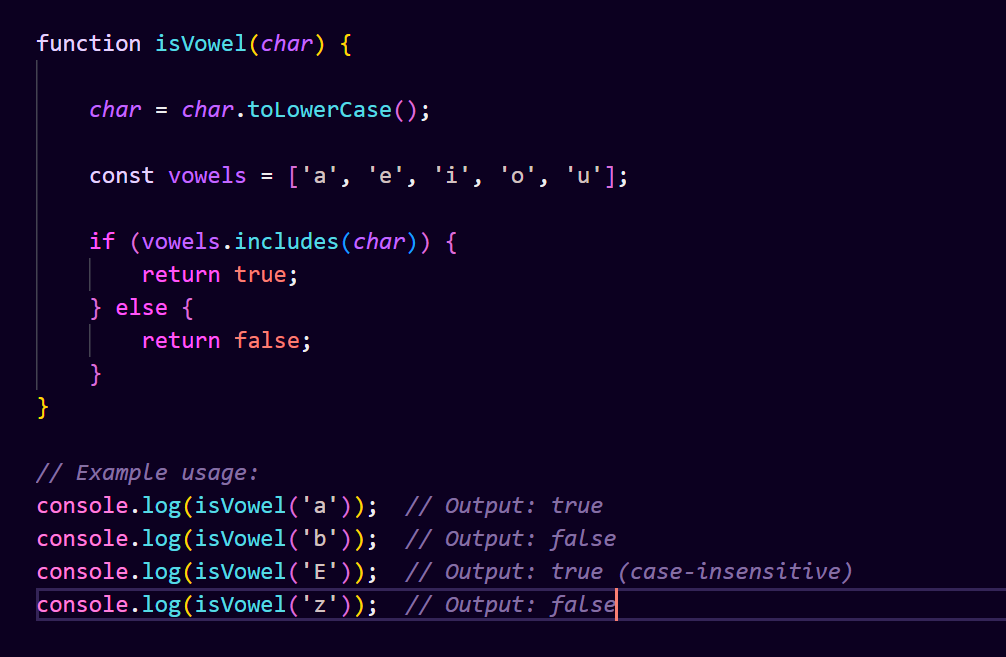 function isVowel(char) {
    char = char.toLowerCase();
    const vowels = ['a', 'e', 'i', 'o', 'u'];
    if (vowels.includes(char)) {
        return true;
    } else {
        return false;
    }
}
// Example usage:
console.log(isVowel('a'));  // Output: true
console.log(isVowel('b'));  // Output: false
console.log(isVowel('E'));  // Output: true (case-insensitive)
console.log(isVowel('z'));  // Output: false